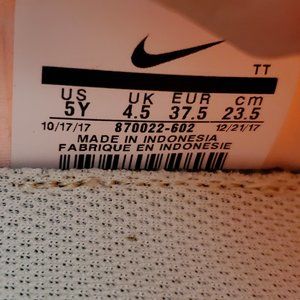 TT
US UK EUR cm
5Y 4.5 37.5 23.5
10/17/17 870022-602 12/21/17
MADE IN INDONESIA
FABRIQUE EN INDONESIE